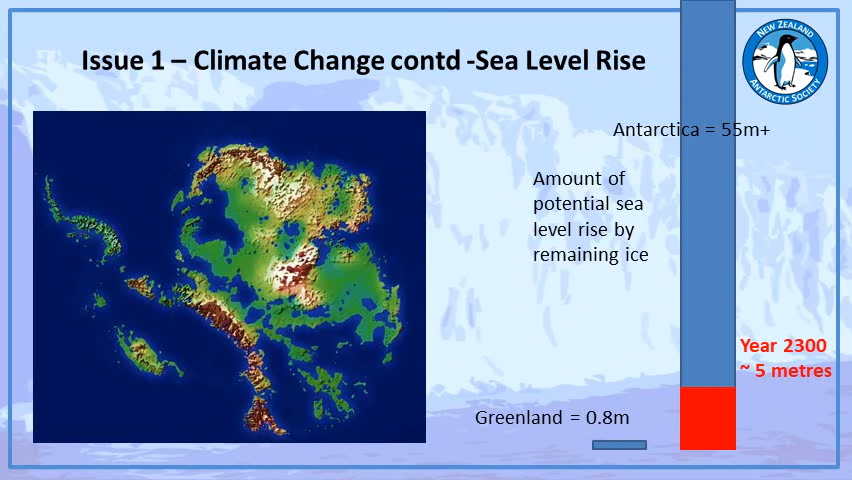 Issue 1 – Climate Change contd -Sea Level Rise
NEW ZEALAND
ANTARCTIC SOCIETY
Antarctica = 55m+
Amount of
potential sea
level rise by
remaining ice
Year 2300
~ 5 metres
Greenland = 0.8m